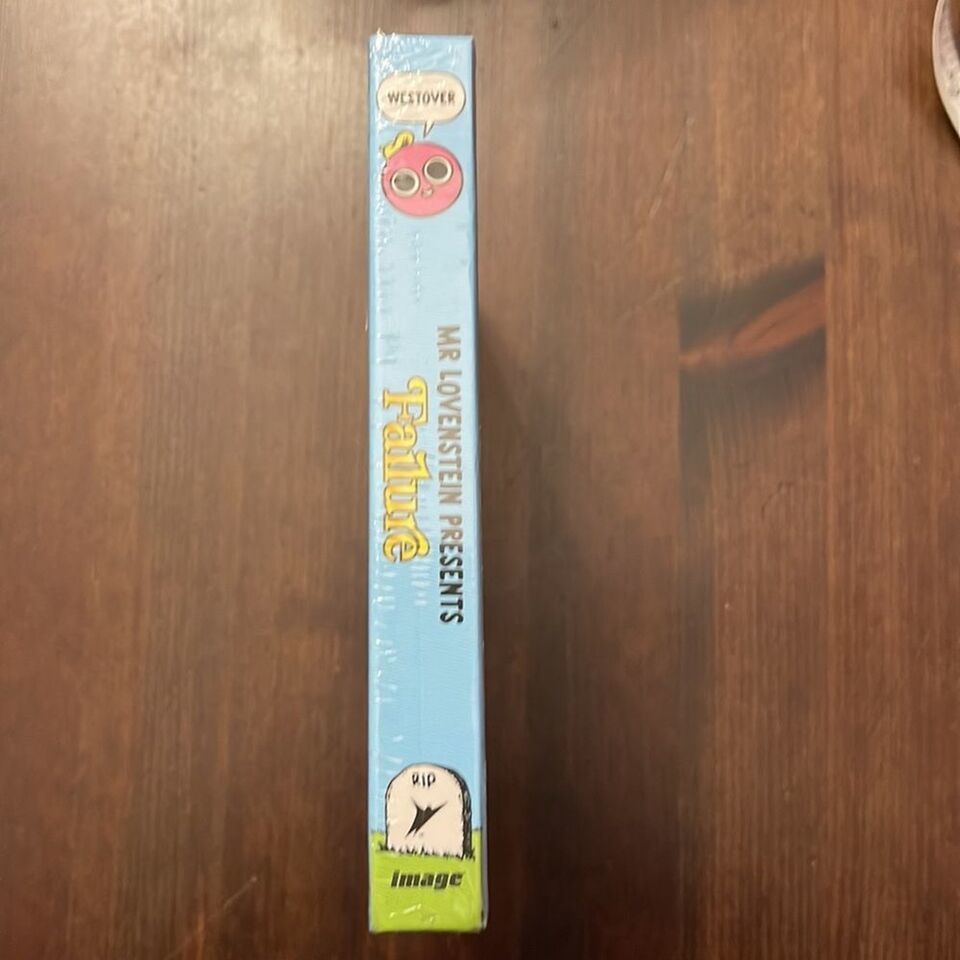 WESTOVER
MR LOVENSTEIN PRESENTS
Failure
RIP
image